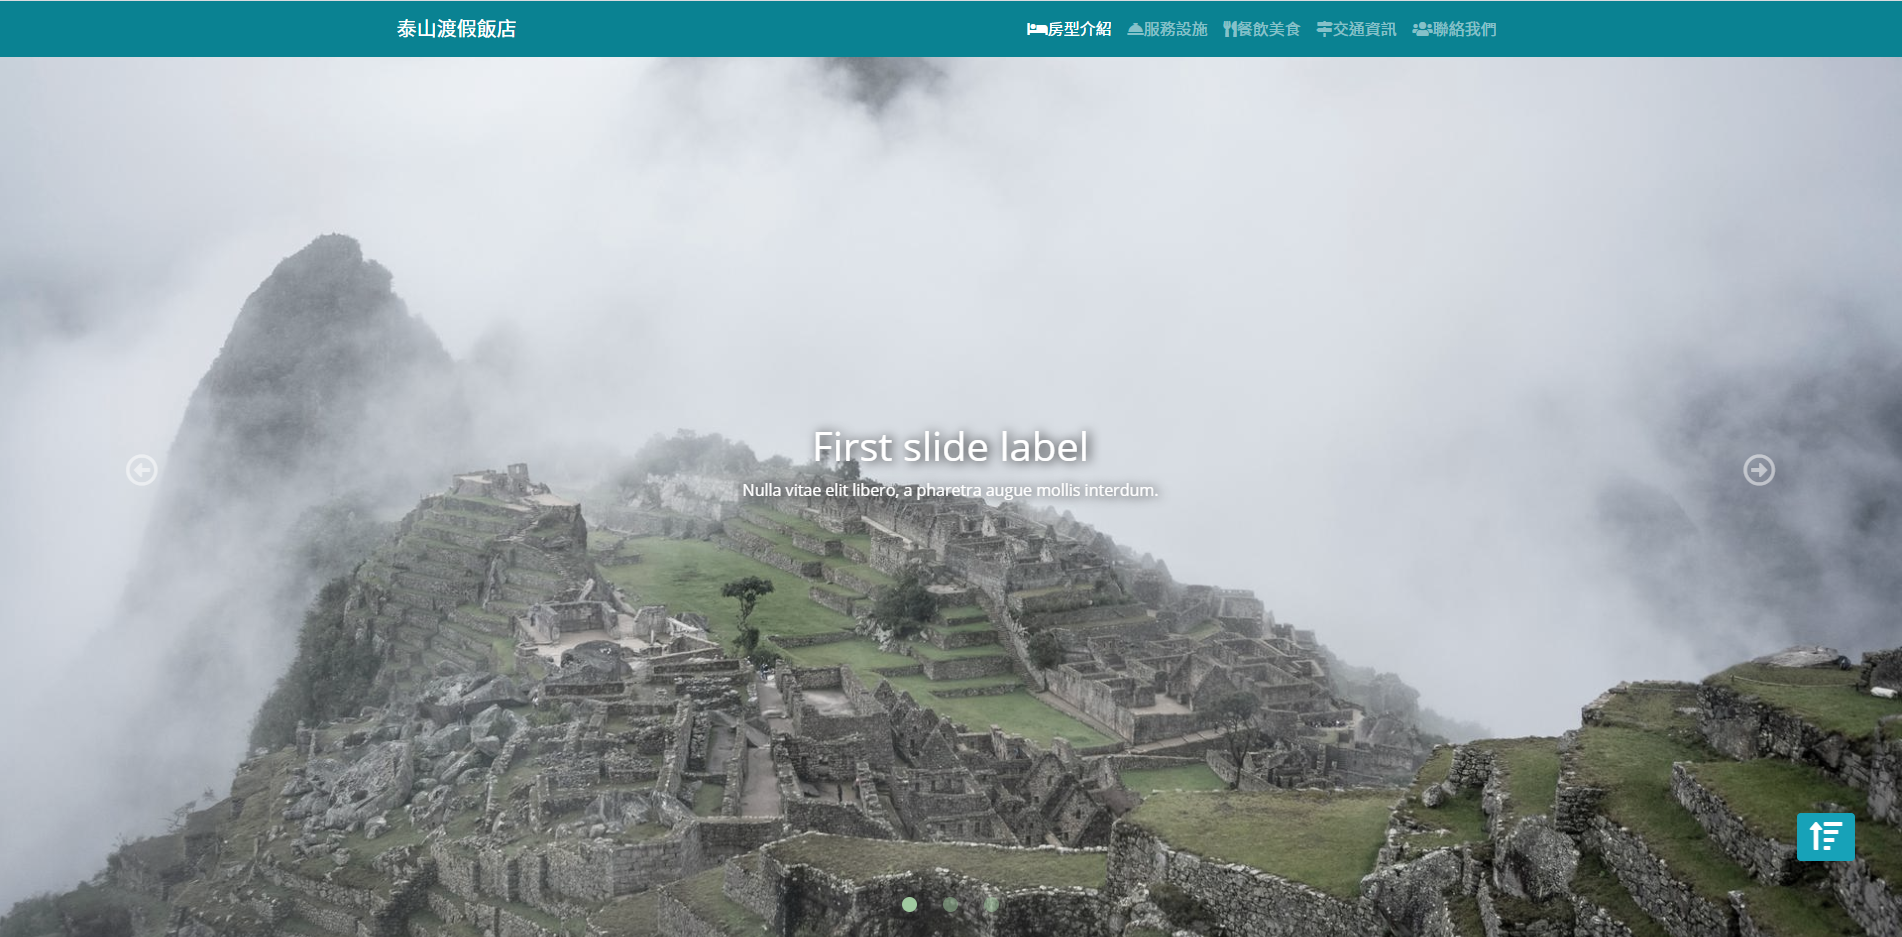 泰山渡假飯店
房型介紹 服務設施 餐飲美食 交通資訊 聯絡我們
First slide label
Nulla vitae elit libero, a pharetra augue mollis interdum.